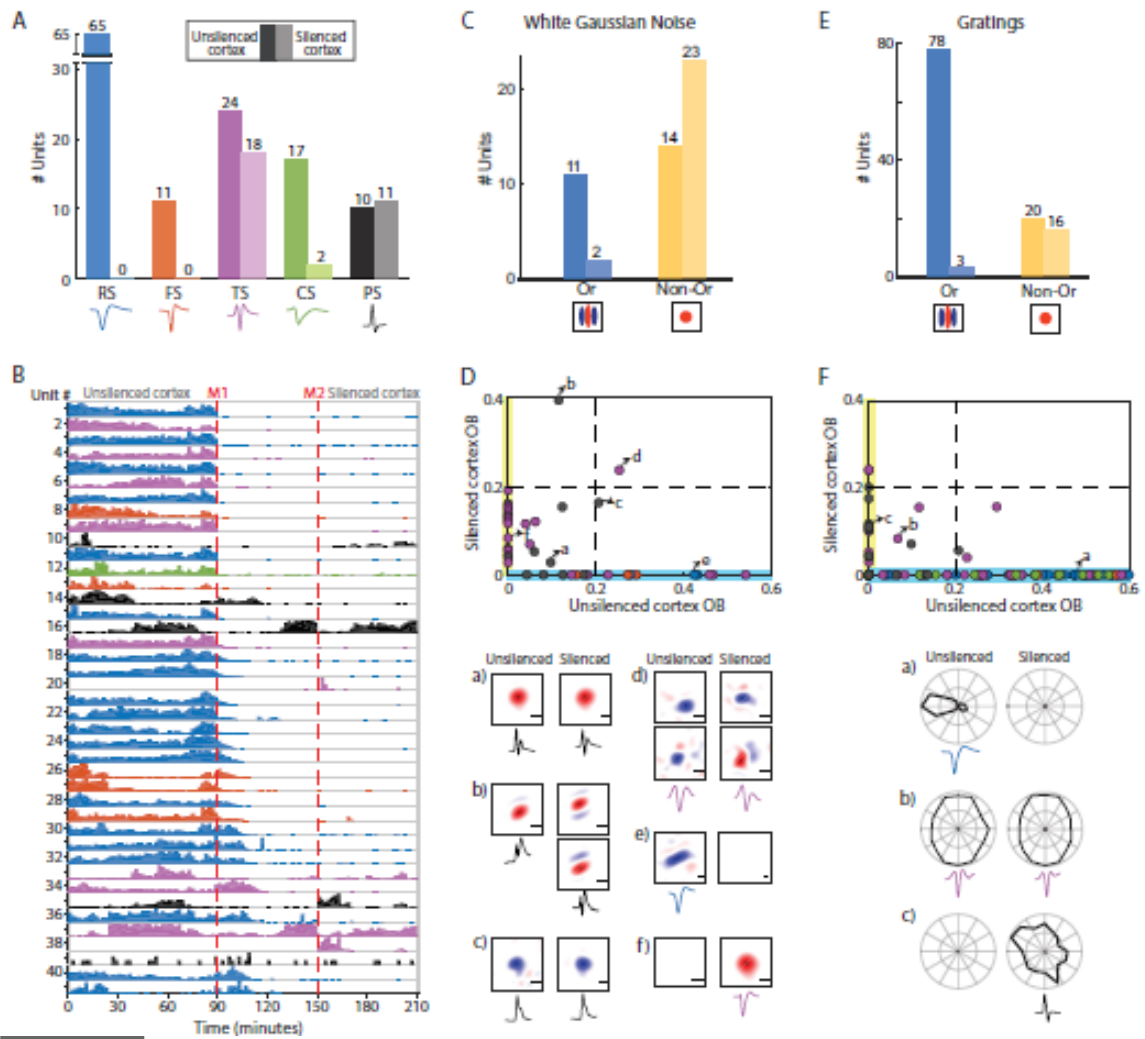 A
65
Unsilenced cortex
Silenced cortex
65
30
20
10
0
# Units
24
18
17
11
10
11
0
0
2
RS
FS
TS
CS
PS
C
White Gaussian Noise
# Units
20
10
0
11
2
14
23
Or
Non-Or
E
Gratings
# Units
80
40
0
78
3
20
16
Or
Non-Or
B
Unit #
Unsilenced cortex
M1
M2
Silenced cortex
2
4
6
8
10
12
14
16
18
20
22
24
26
28
30
32
34
36
38
40
0
30
60
90
120
150
180
210
Time (minutes)
D
Silenced cortex OB
0.4
0.2
0
b
d
c
a
e
0
0.2
0.4
0.6
Unsilenced cortex OB
Unsilenced
Silenced
a)
b)
c)
Unsilenced
Silenced
d)
e)
f)
F
Silenced cortex OB
0.4
0.2
0
c
b
a
0
0.2
0.4
0.6
Unsilenced cortex OB
Unsilenced
Silenced
a)
b)
c)